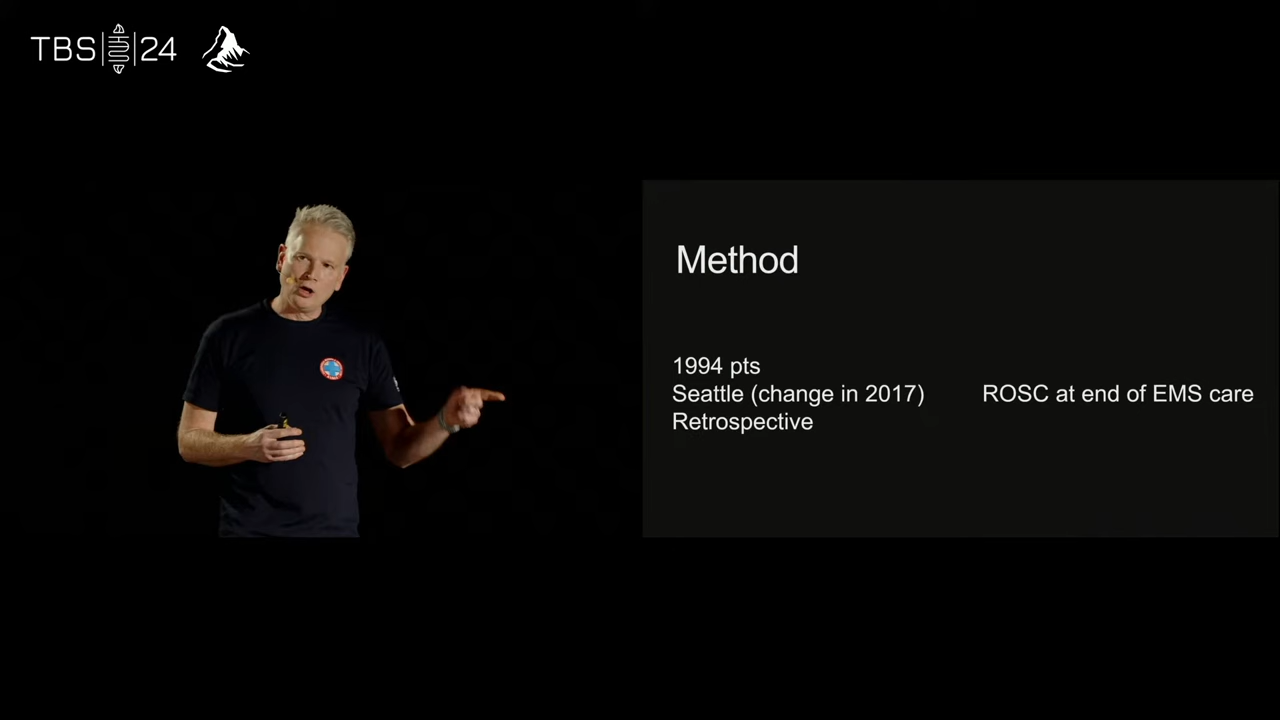 TBS 24
Method
1994 pts
Seattle (change in 2017) ROSC at end of EMS care
Retrospective